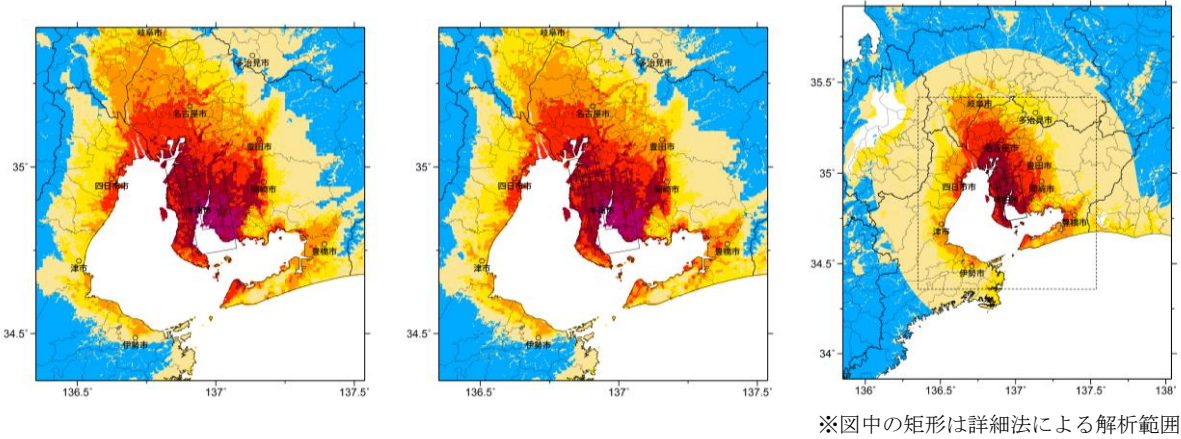 岐阜市
多治見市
名古屋市
豊田市
35°
四日市市
岡崎市
豊橋市
津市
34.5°
伊勢市
136.5° 137° 137.5°
岐阜市
多治見市
名古屋市
豊田市
35°
四日市市
岡崎市
豊橋市
津市
34.5°
伊勢市
136.5° 137° 137.5°
35.5°
岐阜市
多治見市
名古屋市
35°
豊田市
四日市市
岡崎市
豊橋市
津市
34.5°
伊勢市
34°
136° 136.5° 137° 137.5° 138°
※図中の矩形は詳細法による解析範囲